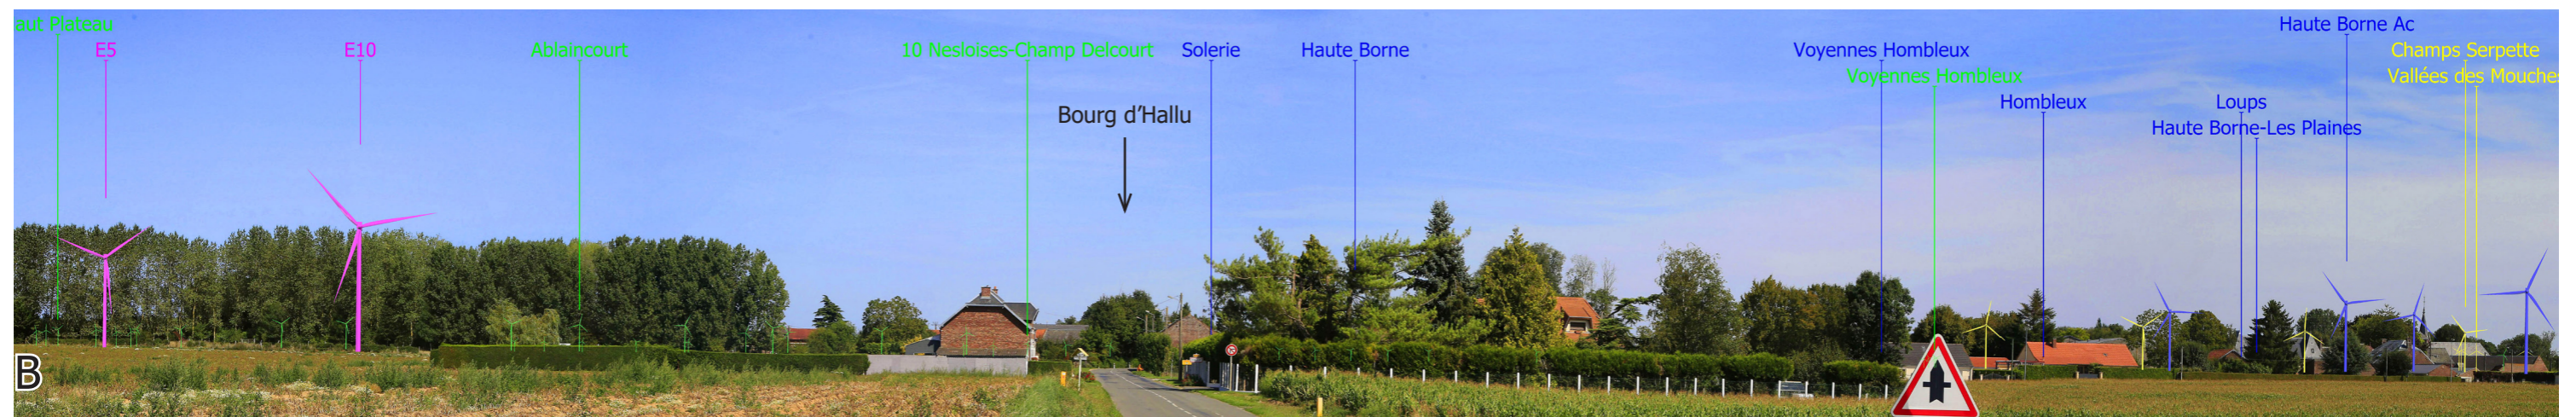 aut Plateau
E5
E10
Ablaincourt
10 Nesloises-Champ Delcourt
Solerie
Haute Borne
Bourg d'Hallu
Voyennes Hombleux
Voyennes Hombleux
Hombleux
Loups
Haute Borne-Les Plaines
Haute Borne Ac
Champs Serpette
Vallées des Mouches
B